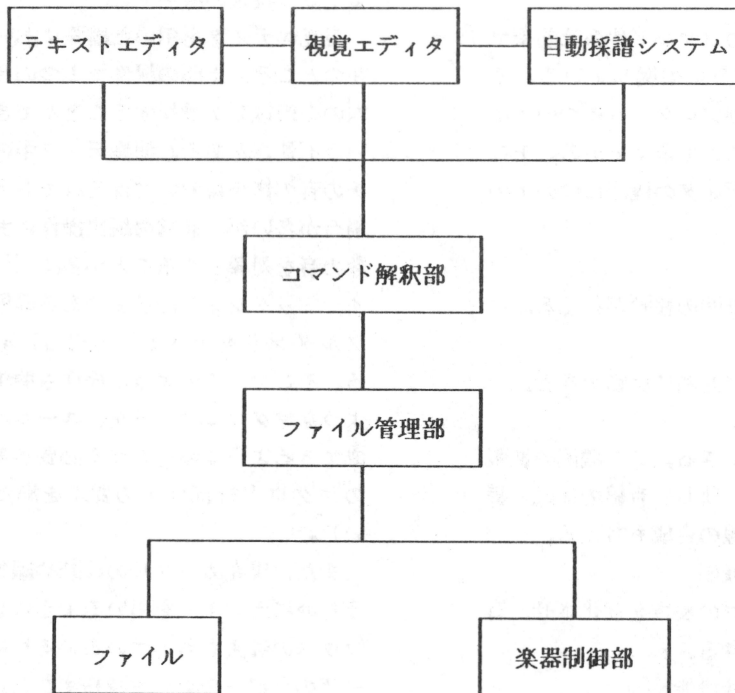 テキストエディタ
視覚エディタ
自動採譜システム
コマンド解釈部
ファイル管理部
ファイル
楽器制御部